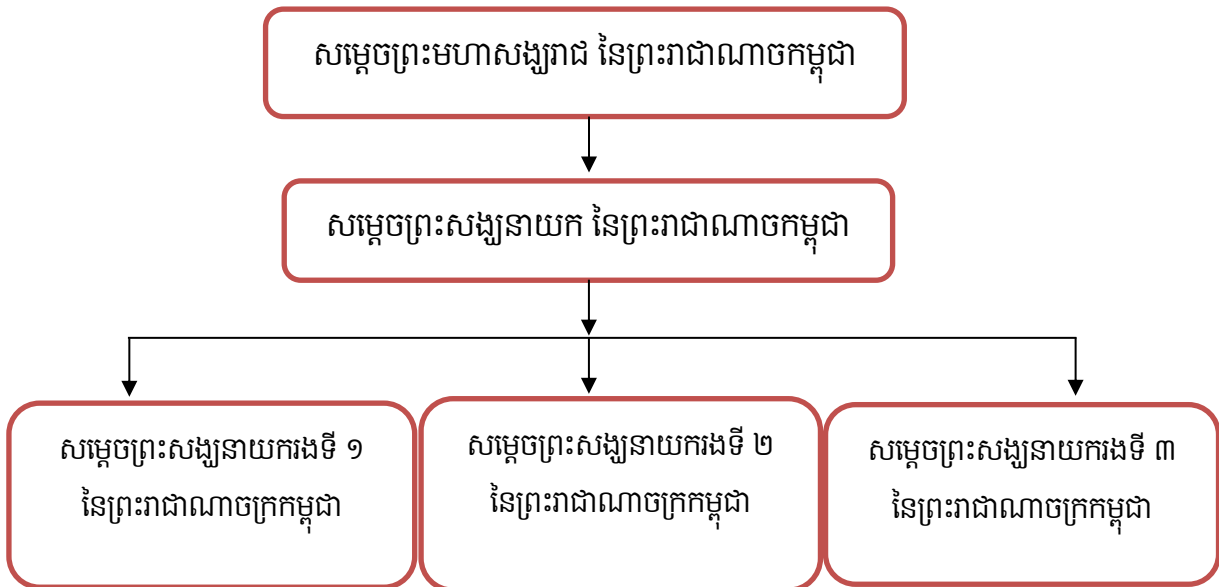 សម្តេចព្រះមហាសង្ឃរាជ នៃព្រះរាជាណាចកម្ពុជា
សម្តេចព្រះសង្ឃនាយក នៃព្រះរាជាណាចកម្ពុជា
សម្តេចព្រះសង្ឃនាយករងទី ១
នៃព្រះរាជាណាចក្រកម្ពុជា
សម្តេចព្រះសង្ឃនាយករងទី ២
នៃព្រះរាជាណាចក្រកម្ពុជា
សម្តេចព្រះសង្ឃនាយករងទី ៣
នៃព្រះរាជាណាចក្រកម្ពុជា